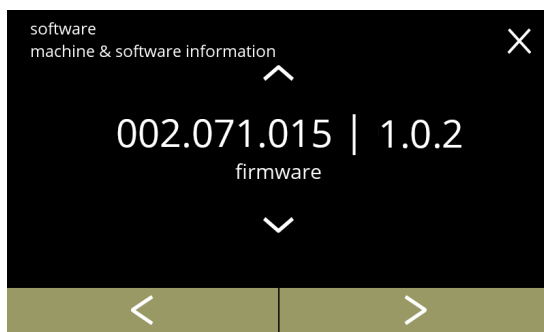 software
machine & software information
002.071.015 | 1.0.2
firmware